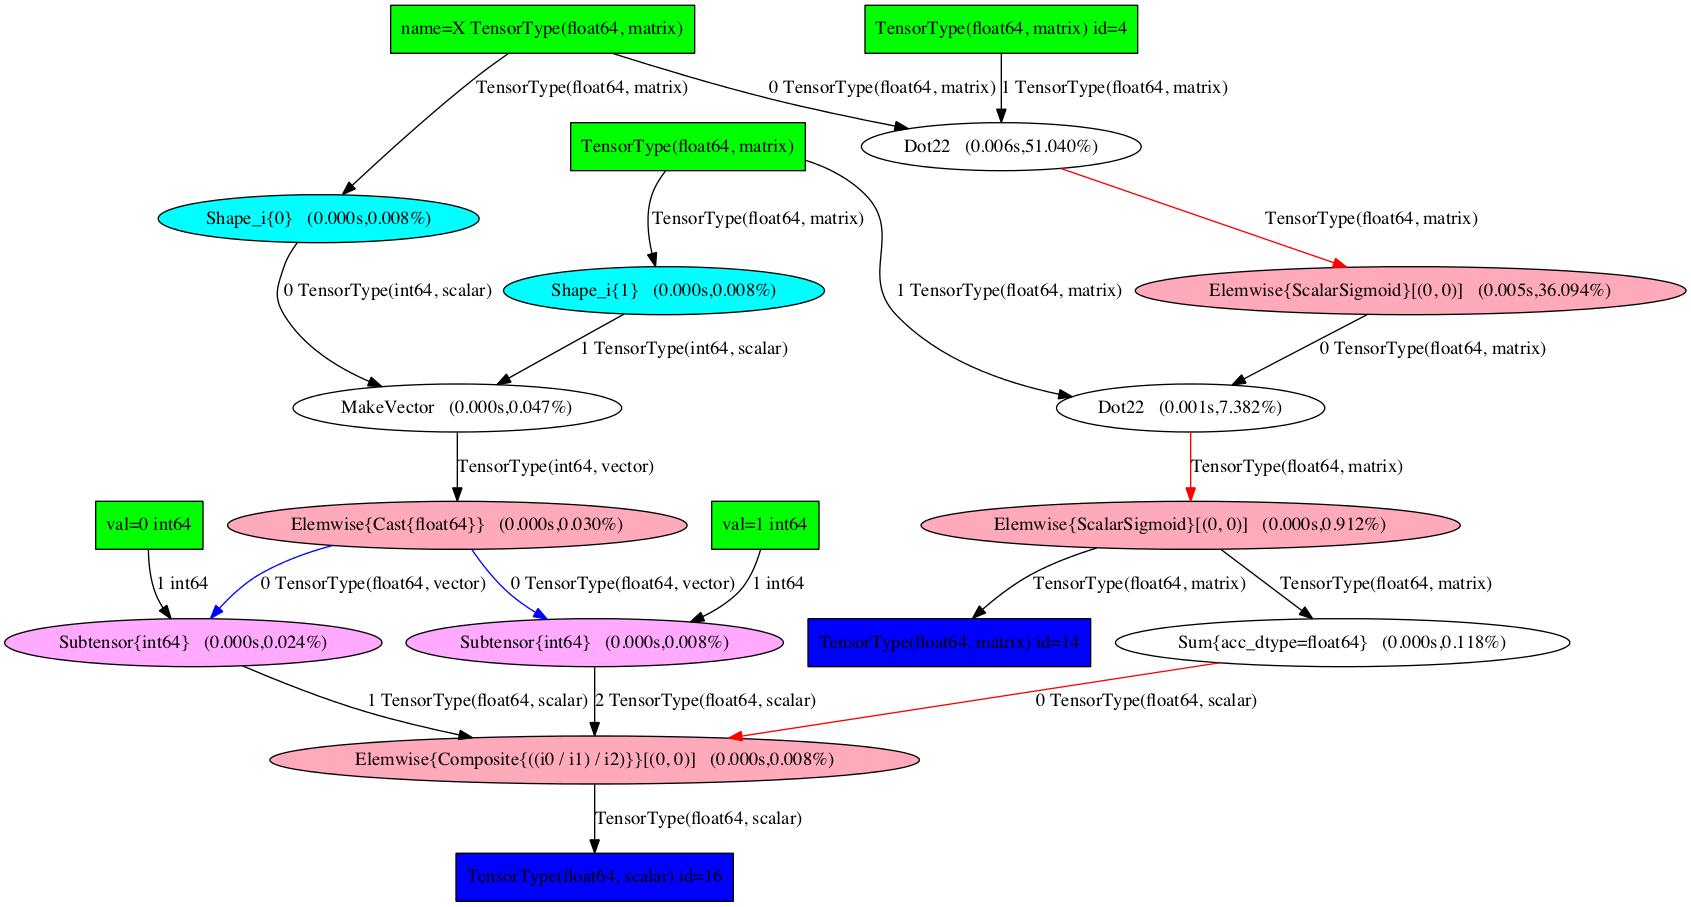 name=X TensorType(float64, matrix)
TensorType(float64, matrix) id=4
TensorType(float64, matrix)
0 TensorType(float64, matrix)
1 TensorType(float64, matrix)
TensorType(float64, matrix)
Dot22 (0.006s,51.040%)
Shape_i{0} (0.000s,0.008%)
TensorType(float64, matrix)
TensorType(float64, matrix)
0 TensorType(int64, scalar)
Shape_i{1} (0.000s,0.008%)
1 TensorType(float64, matrix)
Elemwise{ScalarSigmoid}[(0, 0)] (0.005s,36.094%)
1 TensorType(int64, scalar)
0 TensorType(float64, matrix)
MakeVector (0.000s,0.047%)
Dot22 (0.001s,7.382%)
TensorType(int64, vector)
TensorType(float64, matrix)
val=0 int64
Elemwise{Cast{float64}} (0.000s,0.030%)
val=1 int64
Elemwise{ScalarSigmoid}[(0, 0)] (0.000s,0.912%)
1 int64
0 TensorType(float64, vector)
0 TensorType(float64, vector)
1 int64
TensorType(float64, matrix)
TensorType(float64, matrix)
Subtensor{int64} (0.000s,0.024%)
Subtensor{int64} (0.000s,0.008%)
TensorType(float64, matrix) id=14
Sum{acc_dtype=float64} (0.000s,0.118%)
1 TensorType(float64, scalar)
2 TensorType(float64, scalar)
0 TensorType(float64, scalar)
Elemwise{Composite{((i0 / i1) / i2)}}[(0, 0)] (0.000s,0.008%)
TensorType(float64, scalar)
TensorType(float64, scalar) id=16